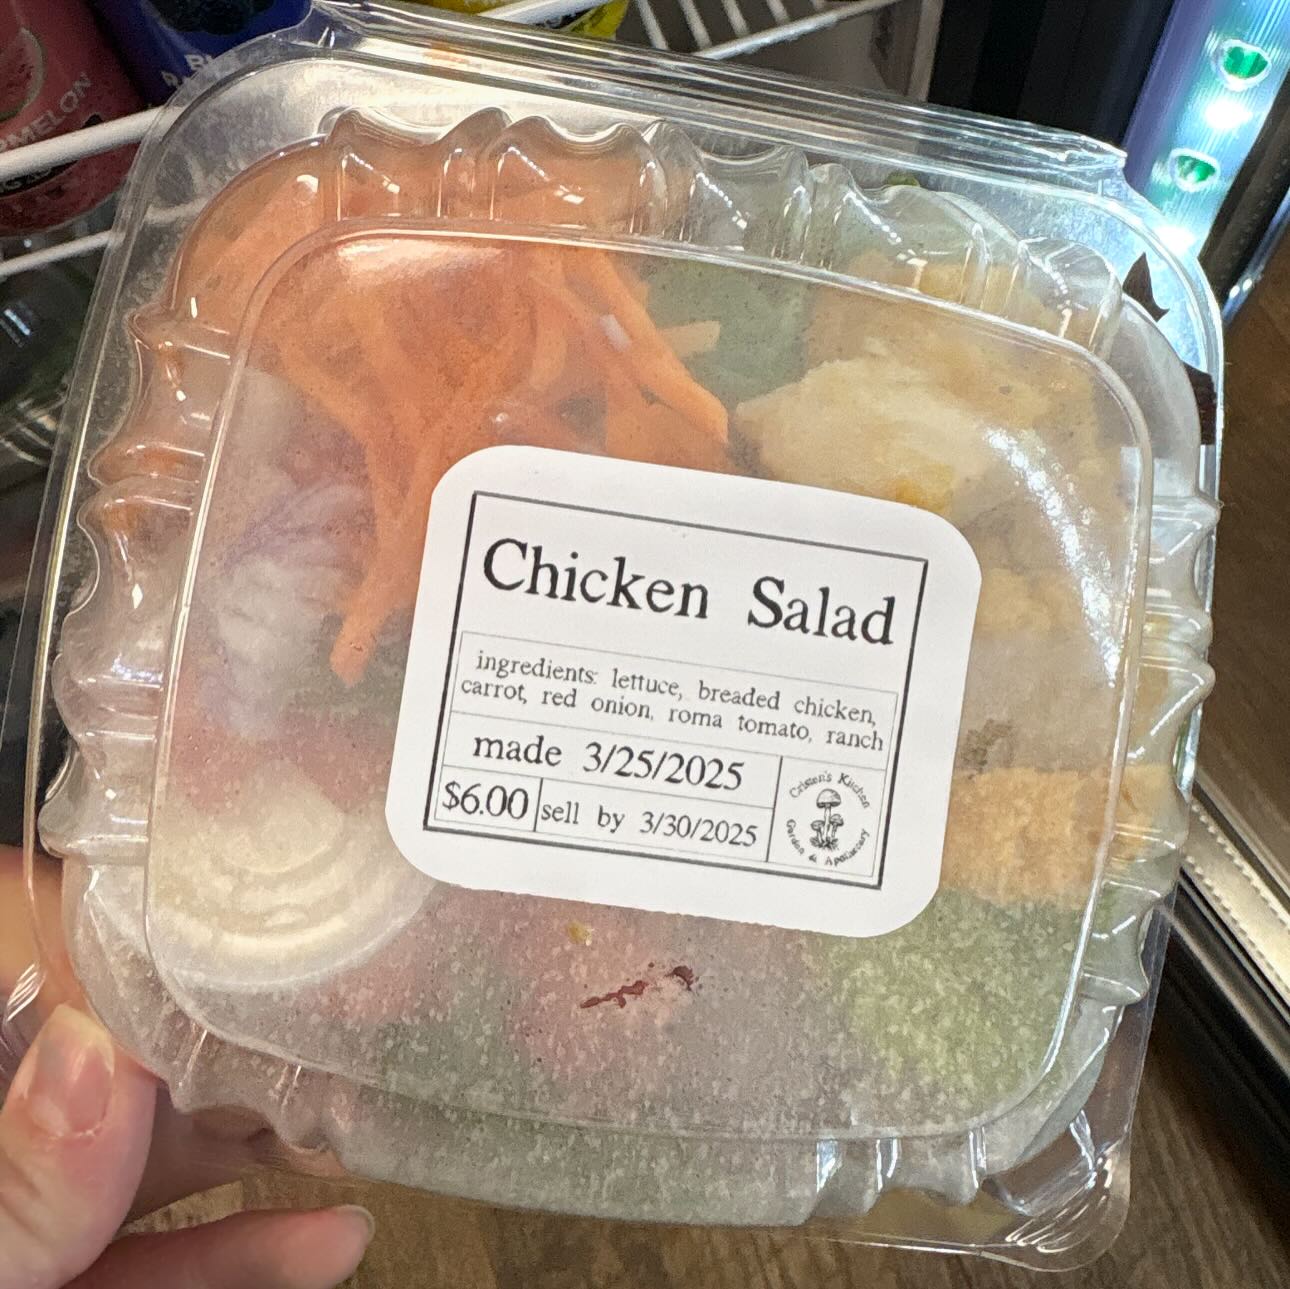 Chicken Salad
ingredients: lettuce, breaded chicken,
carrot, red onion, roma tomato, ranch
made 3/25/2025
$6.00
sell by 3/30/2025
Cristen's Kitchen
Garden & Apothecary